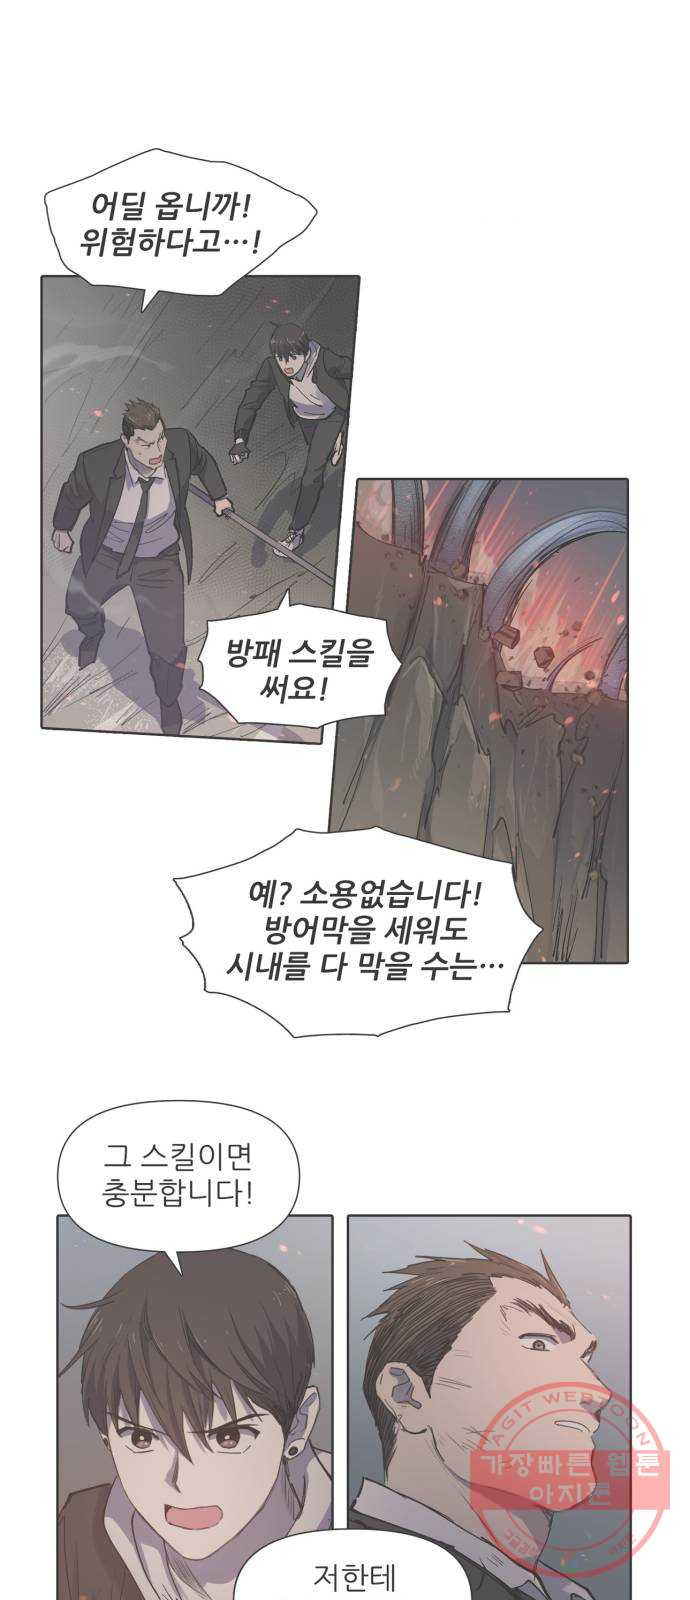 어딜 옵니까!
위험하다고…!
방패 스킬을
써요!
예? 소용없습니다!
방어막을 세워도
시내를 다 막을 수는…
그 스킬이면
충분합니다!
AGIT WEBTOON
가장빠른 웹툰
아지툰
저한테